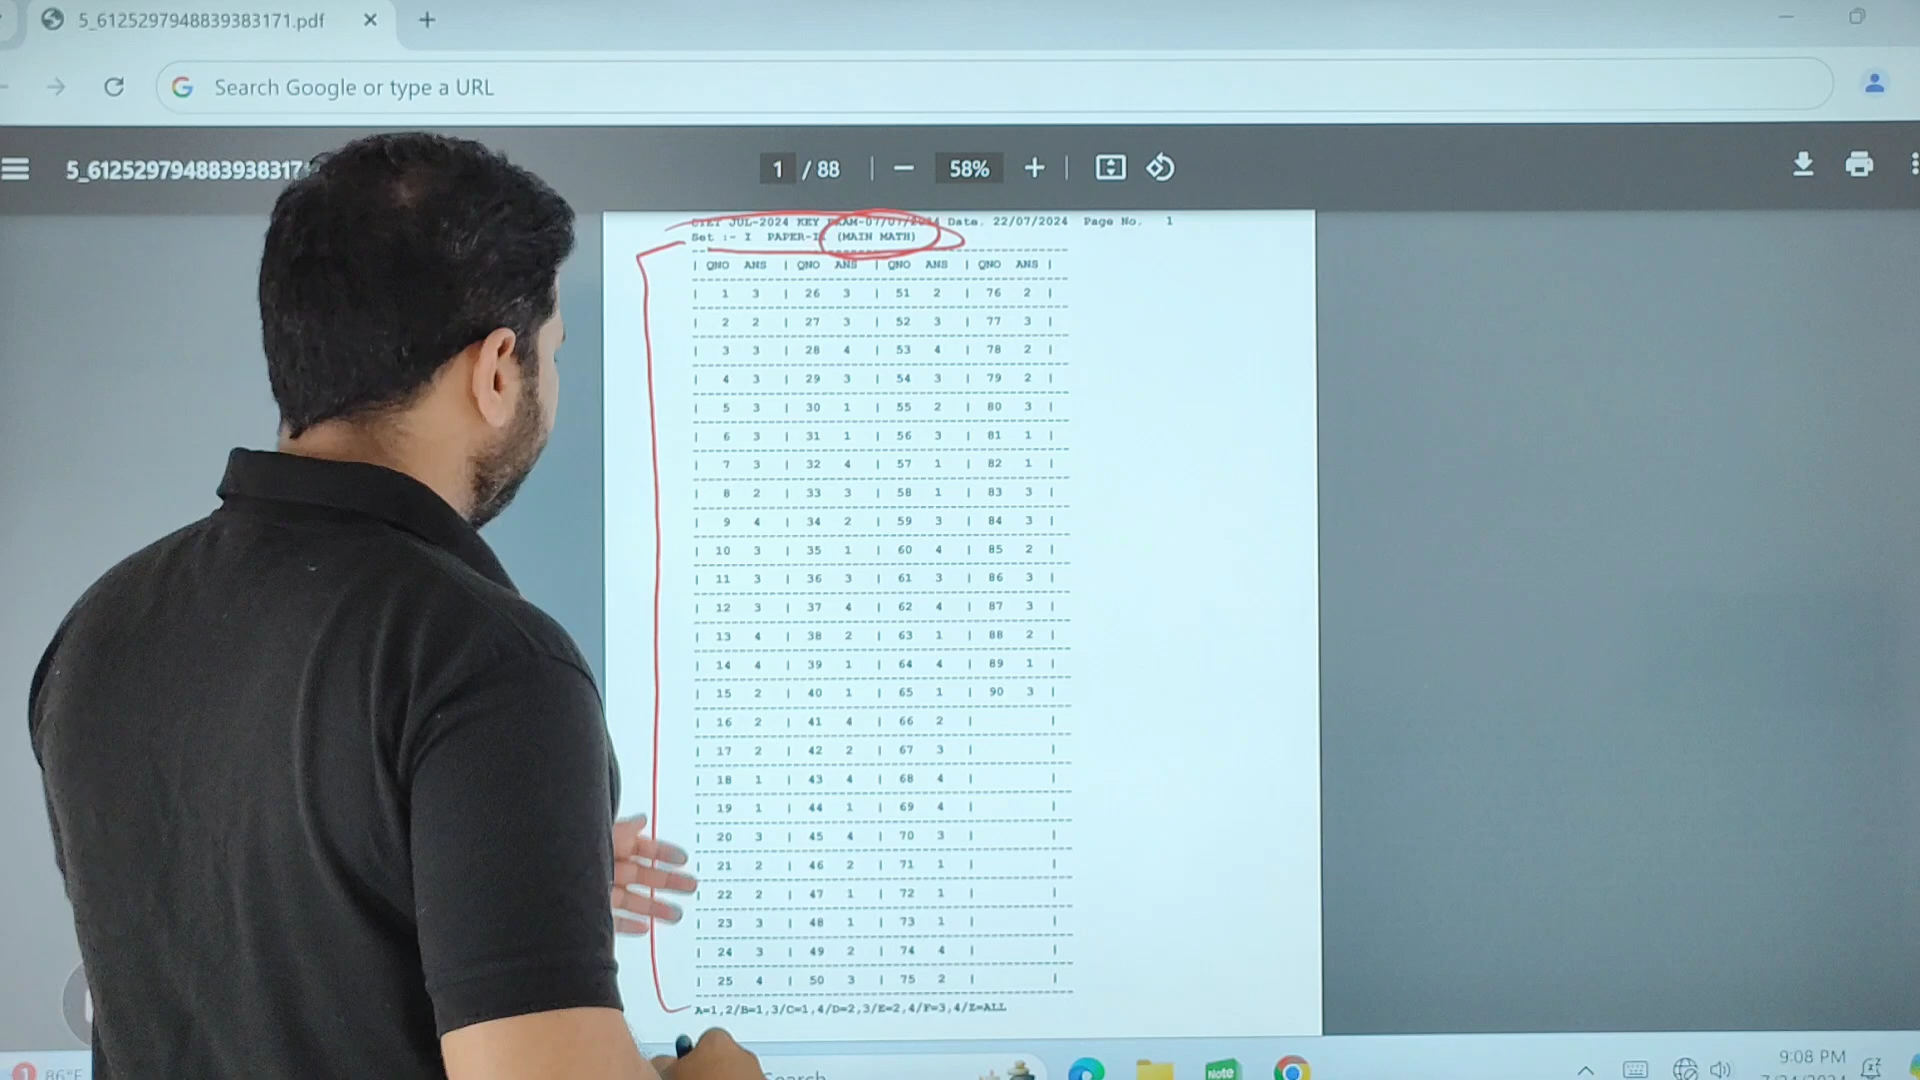 5_6125297948839383171.pdf
Search Google or type a URL
1 / 88 58%
JUL-2024 KEY Date. 22/07/2024 Page No. 1
Set :- I (MAIN MATH)
| QNO ANS | QNO ANS | QNO ANS | QNO ANS |
| 1 3 | 26 3 | 51 2 | 76 2 |
| 2 2 | 27 3 | 52 3 | 77 3 |
| 3 3 | 28 4 | 53 4 | 78 2 |
| 4 3 | 29 3 | 54 3 | 79 2 |
| 5 3 | 30 1 | 55 2 | 80 3 |
| 6 3 | 31 1 | 56 3 | 81 1 |
| 7 3 | 32 4 | 57 1 | 82 1 |
| 8 2 | 33 3 | 58 1 | 83 3 |
| 9 4 | 34 2 | 59 3 | 84 3 |
| 10 3 | 35 1 | 60 4 | 85 2 |
| 11 3 | 36 3 | 61 3 | 86 3 |
| 12 3 | 37 4 | 62 4 | 87 3 |
| 13 4 | 38 2 | 63 1 | 88 2 |
| 14 4 | 39 1 | 64 4 | 89 1 |
| 15 2 | 40 1 | 65 1 | 90 3 |
| 16 2 | 41 4 | 66 2 | |
| 17 2 | 42 2 | 67 3 | |
| 18 1 | 43 4 | 68 4 | |
| 19 1 | 44 1 | 69 4 | |
| 20 3 | 45 4 | 70 3 | |
| 21 2 | 46 2 | 71 1 | |
| 22 2 | 47 1 | 72 1 | |
| 23 3 | 48 1 | 73 1 | |
| 24 3 | 49 2 | 74 4 | |
| 25 4 | 50 3 | 75 2 | |
A=1,2/B=1,3/C=1,4/D=2,3/E=2,4/F=3,4/Z=ALL
1 86°F Note 9:08 PM